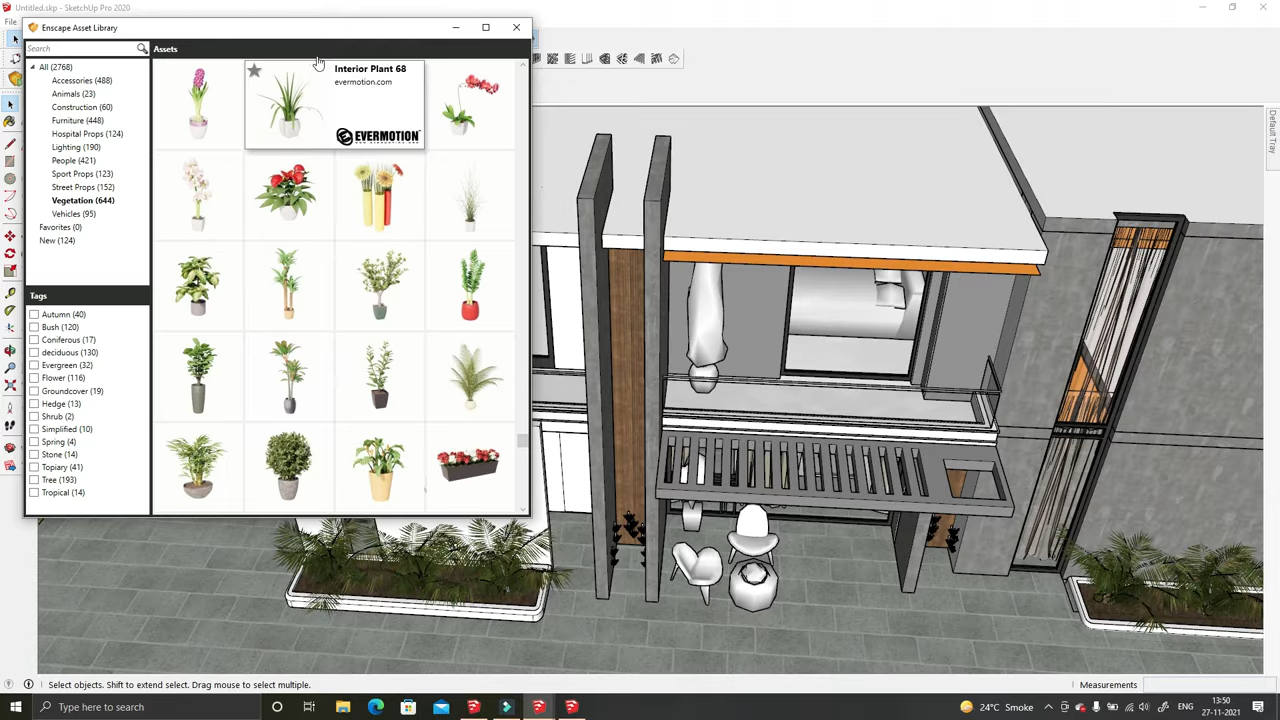 Untitled.skp - SketchUp Pro 2020
File
Enscape Asset Library
Search
Assets
All (2768)
Accessories (488)
Animals (23)
Construction (60)
Furniture (448)
Hospital Props (124)
Lighting (190)
People (421)
Sport Props (123)
Street Props (152)
Vegetation (644)
Vehicles (95)
Favorites (0)
New (124)
Interior Plant 68
evermotion.com
EVERMOTION
Tags
Autumn (40)
Bush (120)
Coniferous (17)
deciduous (130)
Evergreen (32)
Flower (116)
Groundcover (19)
Hedge (13)
Shrub (2)
Simplified (10)
Spring (4)
Stone (14)
Topiary (41)
Tree (193)
Tropical (14)
Default Tray
Select objects. Shift to extend select. Drag mouse to select multiple.
Measurements
Type here to search
24°C Smoke
ENG
13:50
27-11-2021